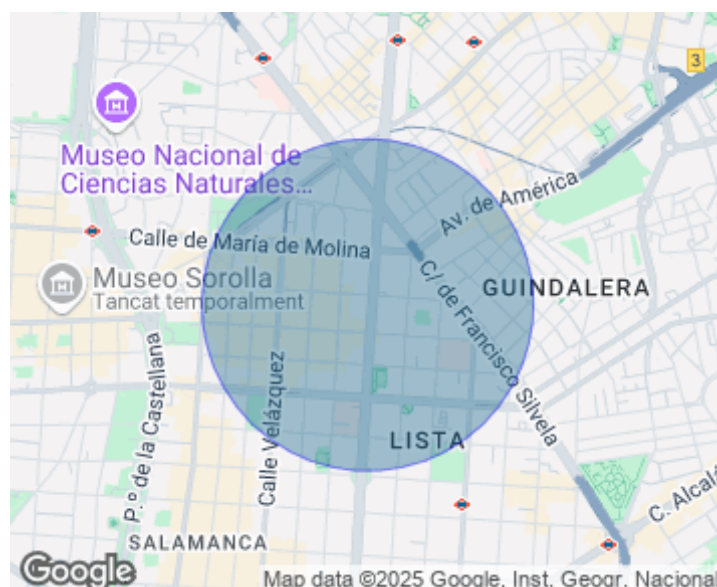 3
Museo Nacional de
Ciencias Naturales...
Av. de América
Calle de María de Molina
Museo Sorolla
Tancat temporalment
GUINDALERA
C/ de Francisco Silvela
P.º de la Castellana
Calle Velázquez
LISTA
C. Alcalá
SALAMANCA
Google
Map data ©2025 Google, Inst. Geogr. Nacional